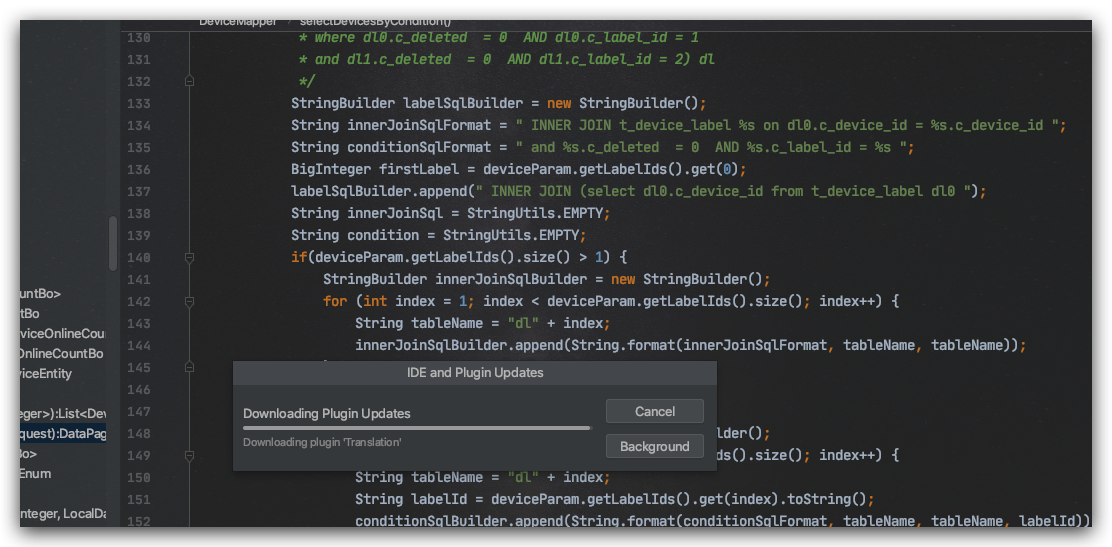 DeviceMapper › selectDevicesByCondition()
130 * where dl0.c_deleted = 0 AND dl0.c_label_id = 1
131 * and dl1.c_deleted = 0 AND dl1.c_label_id = 2) dl
132 */
133 StringBuilder labelSqlBuilder = new StringBuilder();
134 String innerJoinSqlFormat = " INNER JOIN t_device_label %s on dl0.c_device_id = %s.c_device_id ";
135 String conditionSqlFormat = " and %s.c_deleted = 0 AND %s.c_label_id = %s ";
136 BigInteger firstLabel = deviceParam.getLabelIds().get(0);
137 labelSqlBuilder.append(" INNER JOIN (select dl0.c_device_id from t_device_label dl0 ");
138 String innerJoinSql = StringUtils.EMPTY;
139 String condition = StringUtils.EMPTY;
140 if(deviceParam.getLabelIds().size() > 1) {
141 StringBuilder innerJoinSqlBuilder = new StringBuilder();
142 for (int index = 1; index < deviceParam.getLabelIds().size(); index++) {
143 String tableName = "dl" + index;
144 innerJoinSqlBuilder.append(String.format(innerJoinSqlFormat, tableName, tableName));
145
146
147
148 lder();
149 ds().size(); index++) {
150 String tableName = "dl" + index;
151 String labelId = deviceParam.getLabelIds().get(index).toString();
152 conditionSqlBuilder.append(String.format(conditionSqlFormat, tableName, tableName, labelId))
untBo>
tBo
viceOnlineCou
OnlineCountBo
viceEntity
eger>):List<Dev
quest):DataPag
Bo>
Enum
nteger, LocalDa
IDE and Plugin Updates
Downloading Plugin Updates
Downloading plugin 'Translation'
Cancel
Background